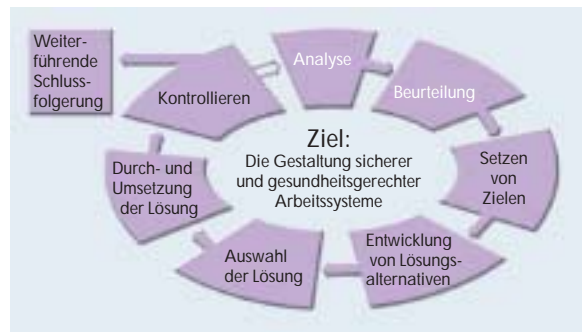 Weiter-
führende
Schluss-
folgerung
Kontrollieren
Analyse
Beurteilung
Ziel:
Die Gestaltung sicherer
und gesundheitsgerechter
Arbeitssysteme
Setzen
von
Zielen
Durch- und
Umsetzung
der Lösung
Auswahl
der Lösung
Entwicklung
von Lösungs-
alternativen